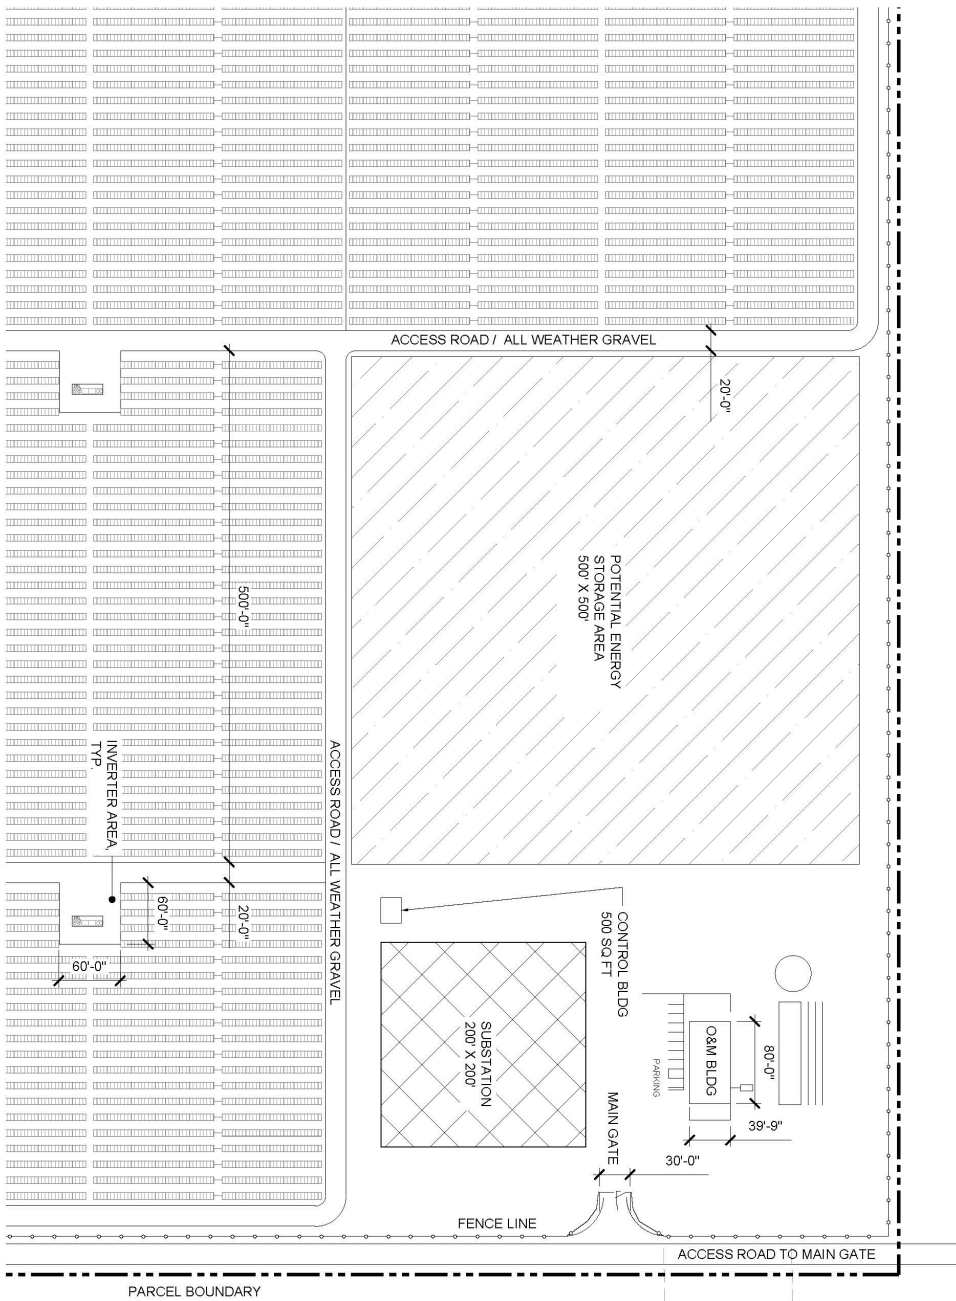 ACCESS ROAD / ALL WEATHER GRAVEL
20'-0"
POTENTIAL ENERGY
STORAGE AREA
500' X 500'
500'-0"
INVERTER AREA,
TYP.
ACCESS ROAD / ALL WEATHER GRAVEL
60'-0"
20'-0"
60'-0"
CONTROL BLDG
500 SQ FT
SUBSTATION
200' X 200'
O&M BLDG
80'-0"
PARKING
39'-9"
MAIN GATE
30'-0"
FENCE LINE
ACCESS ROAD TO MAIN GATE
PARCEL BOUNDARY